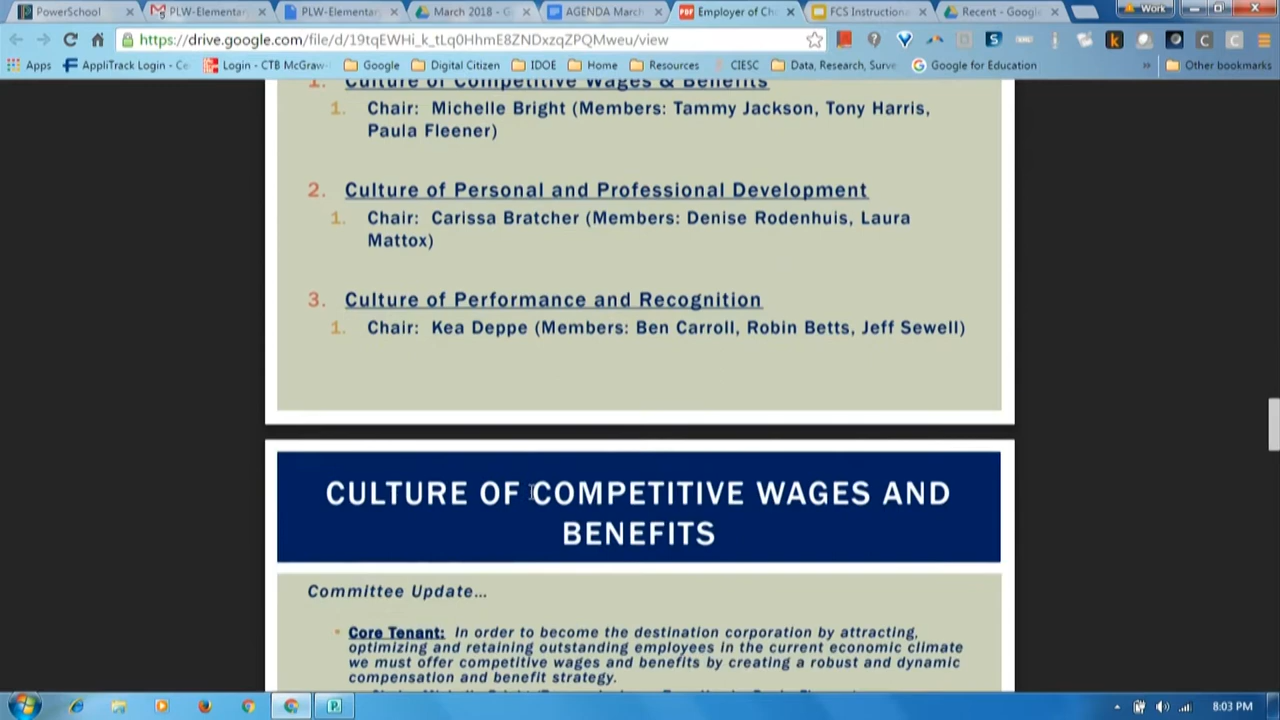 PowerSchool
PLW-Elementar
PLW-Elementar
March 2018 - G
AGENDA March
Employer of Ch
FCS Instruction
Recent - Googl
Work
https://drive.google.com/file/d/19tqEWHi_k_tLq0HhmE8ZNDxzqZPQMweu/view
Apps
AppliTrack Login - Ce
Login - CTB McGraw
Google
Digital Citizen
IDOE
Home
Resources
CIESC
Data, Research, Surve
Google for Education
Other bookmarks
1. Culture of Competitive Wages & Benefits
1. Chair: Michelle Bright (Members: Tammy Jackson, Tony Harris,
Paula Fleener)
2. Culture of Personal and Professional Development
1. Chair: Carissa Bratcher (Members: Denise Rodenhuis, Laura
Mattox)
3. Culture of Performance and Recognition
1. Chair: Kea Deppe (Members: Ben Carroll, Robin Betts, Jeff Sewell)
CULTURE OF COMPETITIVE WAGES AND
BENEFITS
Committee Update...
• Core Tenant: In order to become the destination corporation by attracting,
optimizing and retaining outstanding employees in the current economic climate
we must offer competitive wages and benefits by creating a robust and dynamic
compensation and benefit strategy.
8:03 PM